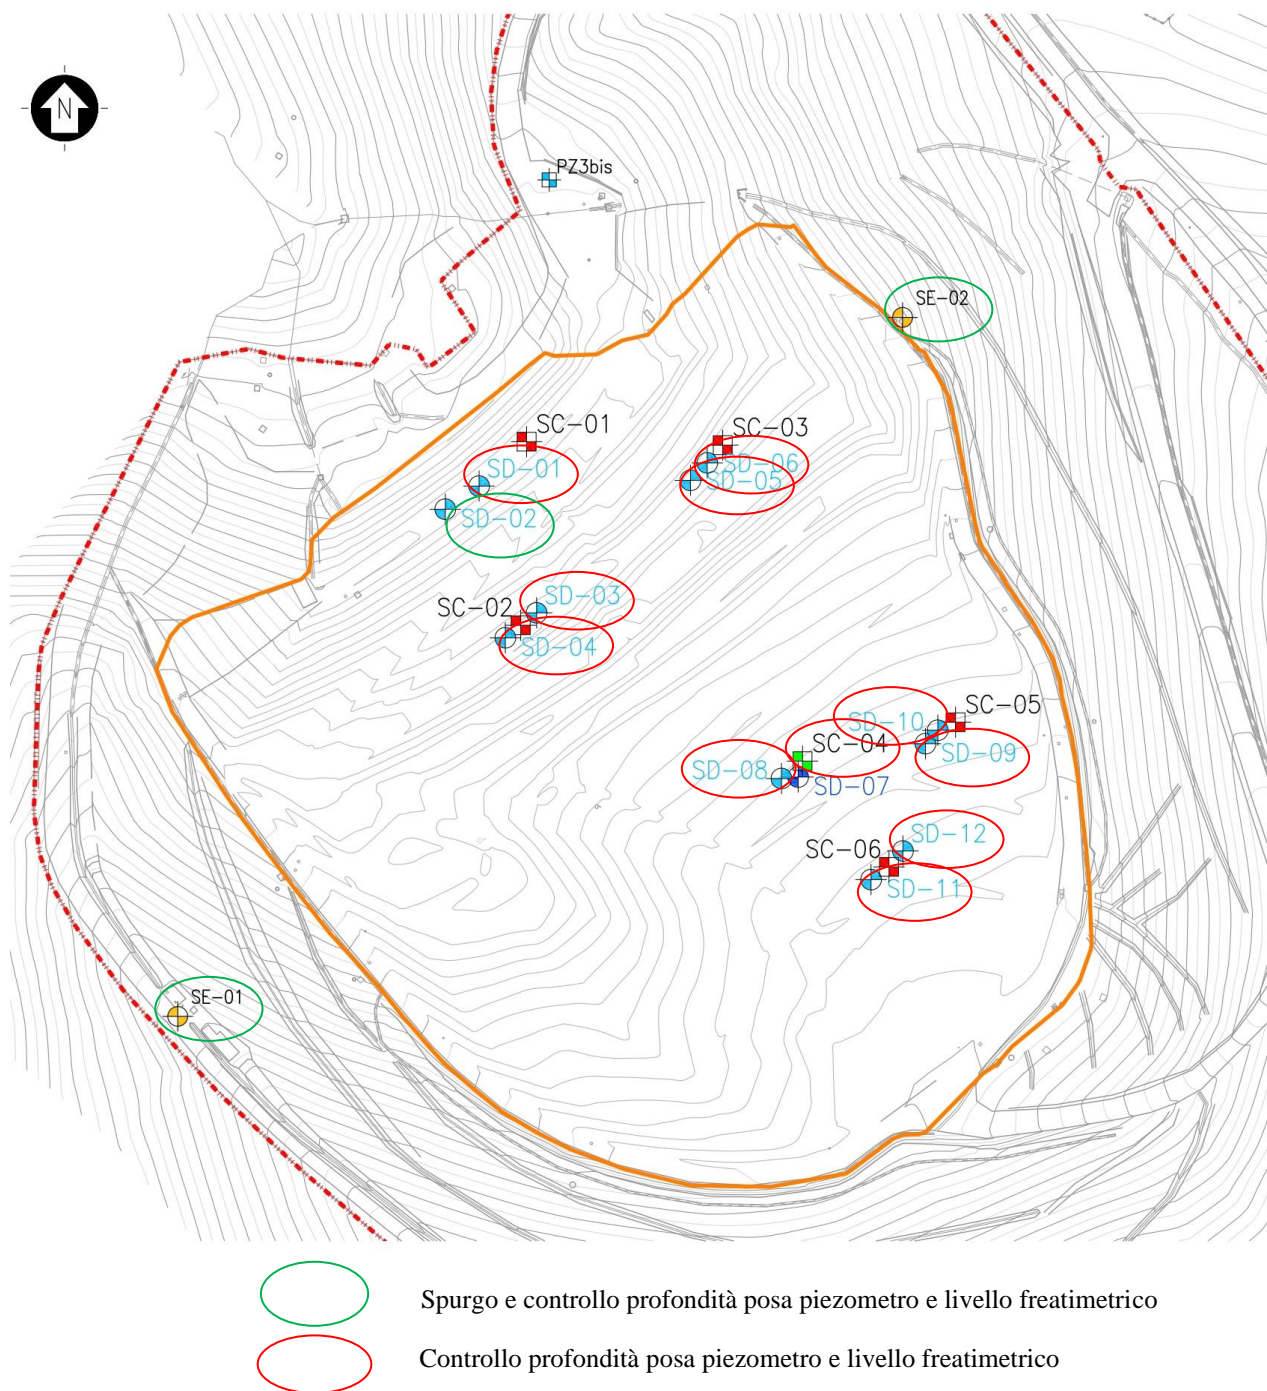 N
PZ3bis
SE-02
SC-01
SC-03
SD-01
SD-06
SD-05
SD-02
SD-03
SC-02
SD-04
SC-05
SD-10
SC-04
SD-09
SD-08
SD-07
SD-12
SC-06
SD-11
SE-01
Spurgo e controllo profondità posa piezometro e livello freatimetrico
Controllo profondità posa piezometro e livello freatimetrico